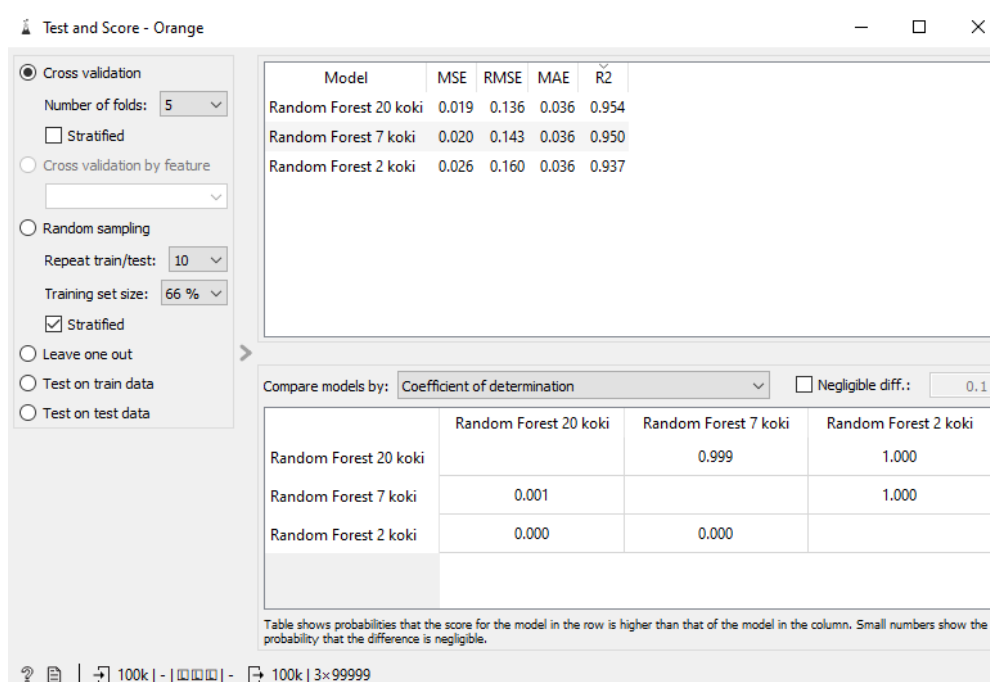 Test and Score - Orange
Cross validation
Number of folds: 5
Stratified
Cross validation by feature
Random sampling
Repeat train/test: 10
Training set size: 66 %
Stratified
Leave one out
Test on train data
Test on test data
Model MSE RMSE MAE R2
Random Forest 20 koki 0.019 0.136 0.036 0.954
Random Forest 7 koki 0.020 0.143 0.036 0.950
Random Forest 2 koki 0.026 0.160 0.036 0.937
Compare models by: Coefficient of determination Negligible diff.: 0.1
Random Forest 20 koki Random Forest 7 koki Random Forest 2 koki
Random Forest 20 koki 0.999 1.000
Random Forest 7 koki 0.001 1.000
Random Forest 2 koki 0.000 0.000
Table shows probabilities that the score for the model in the row is higher than that of the model in the column. Small numbers show the
probability that the difference is negligible.
? 100k | - | | - 100k | 3×99999